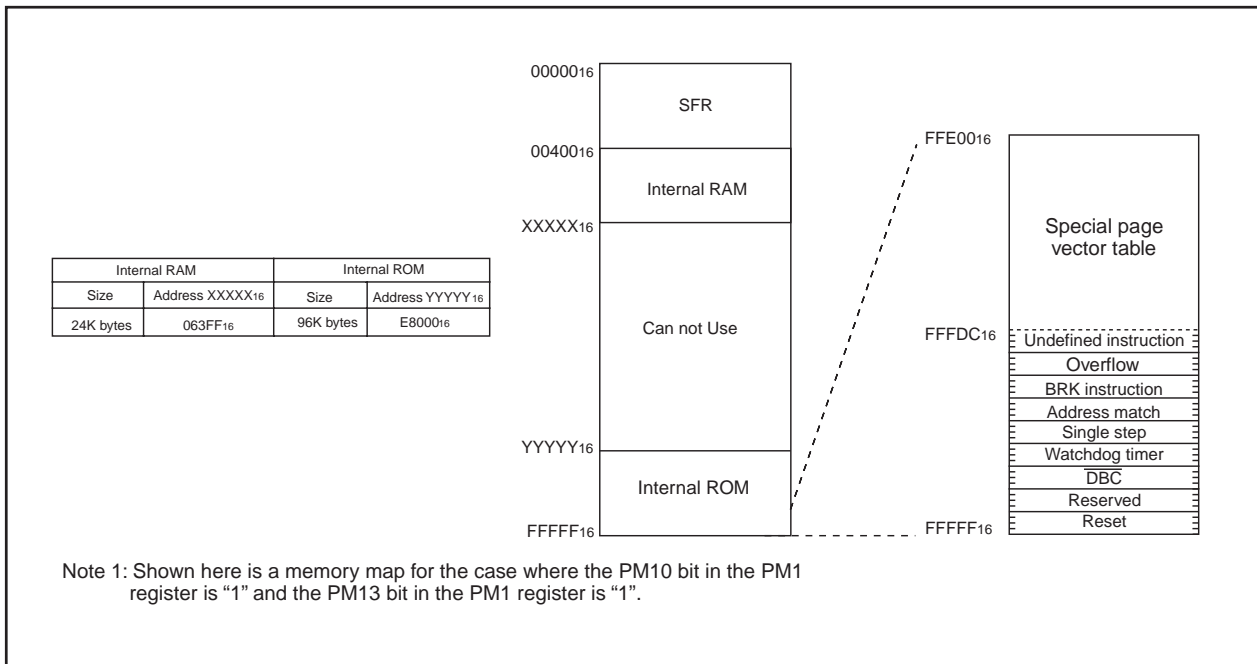 Internal RAM Internal ROM
Size Address XXXXX16 Size Address YYYYY16
24K bytes 063FF16 96K bytes E800016
0000016
SFR
0040016
Internal RAM
XXXXX16
Can not Use
YYYYY16
Internal ROM
FFFFF16
FFE0016
Special page
vector table
FFFDC16
Undefined instruction
Overflow
BRK instruction
Address match
Single step
Watchdog timer
DBC
Reserved
Reset
FFFFF16
Note 1: Shown here is a memory map for the case where the PM10 bit in the PM1
register is “1” and the PM13 bit in the PM1 register is “1”.